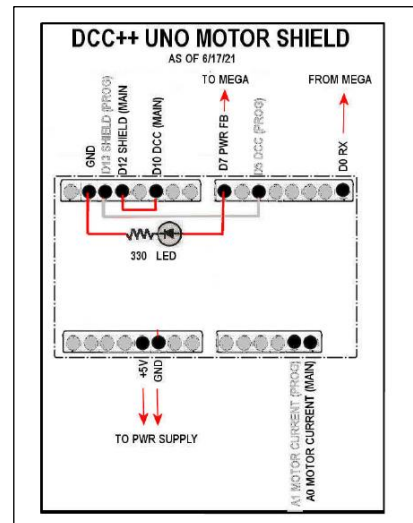 DCC++ UNO MOTOR SHIELD
AS OF 6/17/21
TO MEGA
FROM MEGA
GND
D13 SHIELD (PROG)
D12 SHIELD (MAIN
D10 DCC (MAIN)
D7 PWR FB
D5 DCC (PROG)
D0 RX
330 LED
+5V
GND
A1 MOTOR CURRENT (PROG)
A0 MOTOR CURRENT (MAIN)
TO PWR SUPPLY